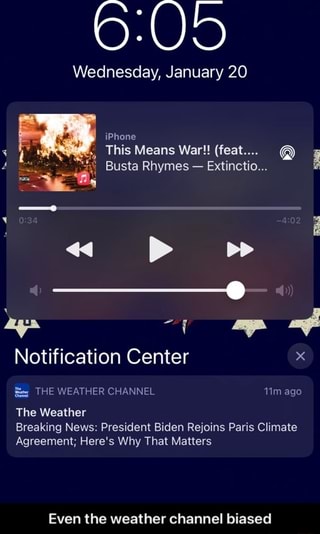 6:05
Wednesday, January 20
iPhone
This Means War!! (feat....
Busta Rhymes — Extinctio...
0:34
-4:02
Notification Center
THE WEATHER CHANNEL
11m ago
The Weather
Breaking News: President Biden Rejoins Paris Climate
Agreement; Here's Why That Matters
Even the weather channel biased